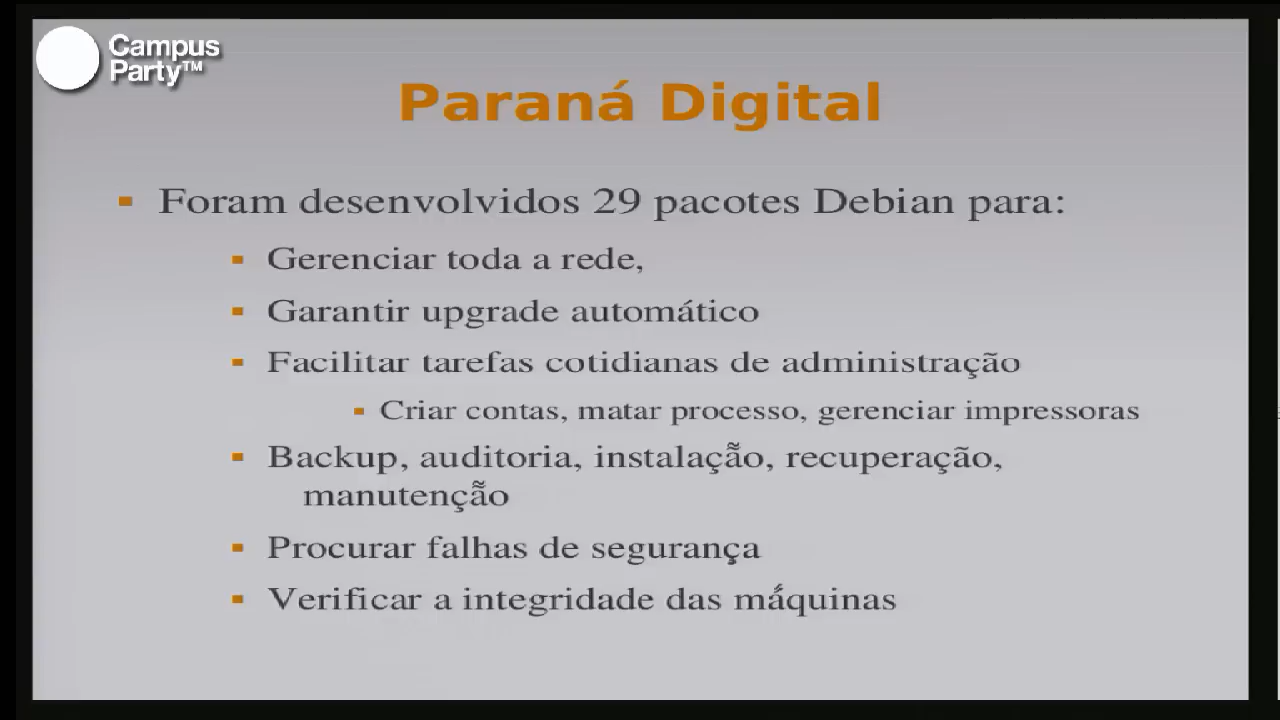 Campus
Party™
Paraná Digital
Foram desenvolvidos 29 pacotes Debian para:
Gerenciar toda a rede,
Garantir upgrade automático
Facilitar tarefas cotidianas de administração
Criar contas, matar processo, gerenciar impressoras
Backup, auditoria, instalação, recuperação,
manutenção
Procurar falhas de segurança
Verificar a integridade das máquinas